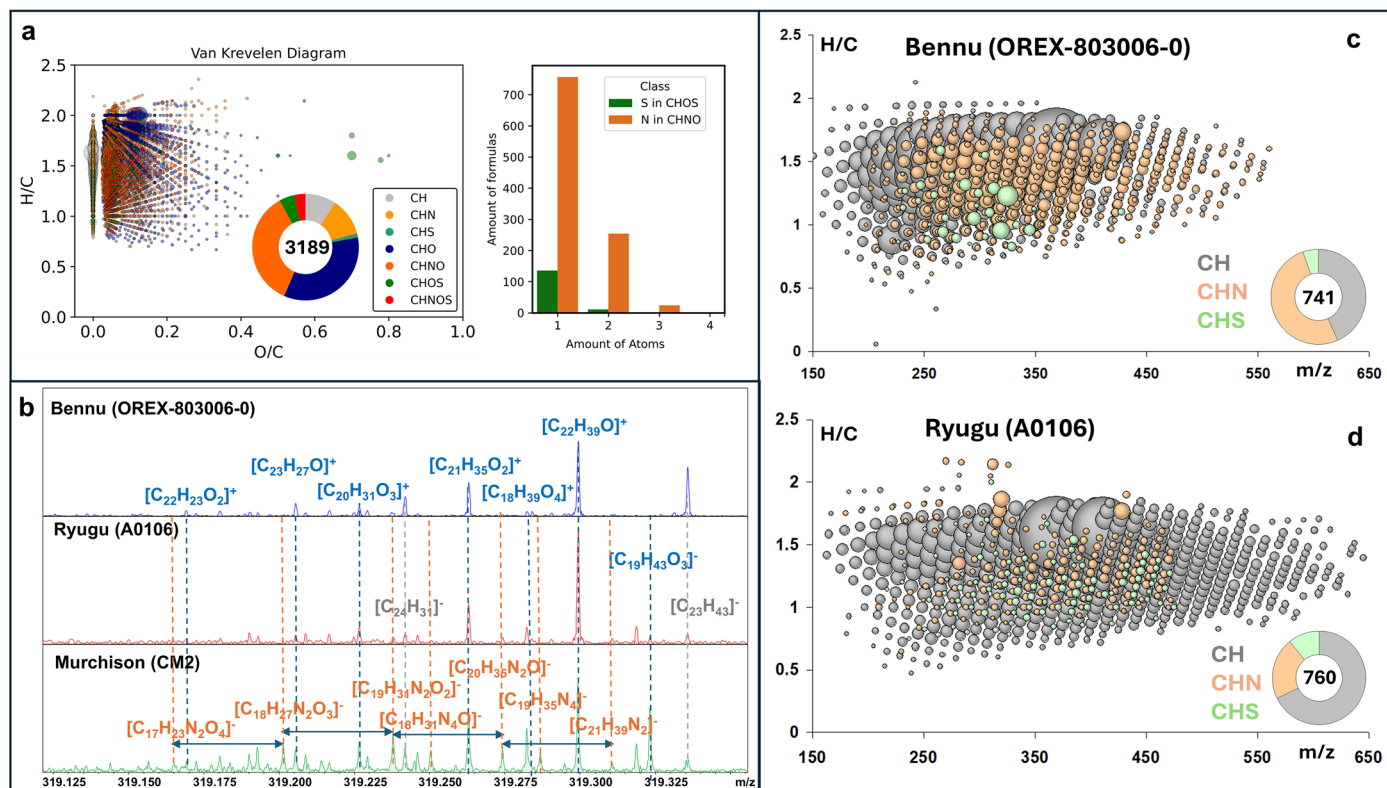 a
Van Krevelen Diagram
2.5
2.0
1.5
1.0
0.5
0.0
H/C
0.0 0.2 0.4 0.6 0.8 1.0
O/C
3189
CH
CHN
CHS
CHO
CHNO
CHOS
CHNOS
Class
S in CHOS
N in CHNO
700
600
500
400
300
200
100
0
Amount of formulas
1 2 3 4
Amount of Atoms
b
Bennu (OREX-803006-0)
[C₂₂H₃₉O]⁺
[C₂₃H₂₇O]⁺
[C₂₁H₃₅O₂]⁺
[C₂₂H₂₃O₂]⁺
[C₂₀H₃₁O₃]⁺
[C₁₈H₃₉O₄]⁺
Ryugu (A0106)
[C₁₉H₄₃O₃]⁻
[C₂₄H₃₁]⁻
[C₂₃H₄₃]⁻
Murchison (CM2)
[C₂₀H₃₅N₂O]⁻
[C₁₉H₃₁N₂O₂]⁻
[C₁₉H₃₅N₄]⁻
[C₁₈H₂₇N₂O₃]⁻
[C₁₈H₃₁N₄O]⁻
[C₂₁H₃₉N₂]⁻
[C₁₇H₂₃N₂O₄]⁻
319.125 319.150 319.175 319.200 319.225 319.250 319.275 319.300 319.325 m/z
c
Bennu (OREX-803006-0)
H/C
2.5
2
1.5
1
0.5
0
CH
CHN
CHS
741
m/z
150 250 350 450 550 650
d
Ryugu (A0106)
H/C
2.5
2
1.5
1
0.5
0
CH
CHN
CHS
760
m/z
150 250 350 450 550 650